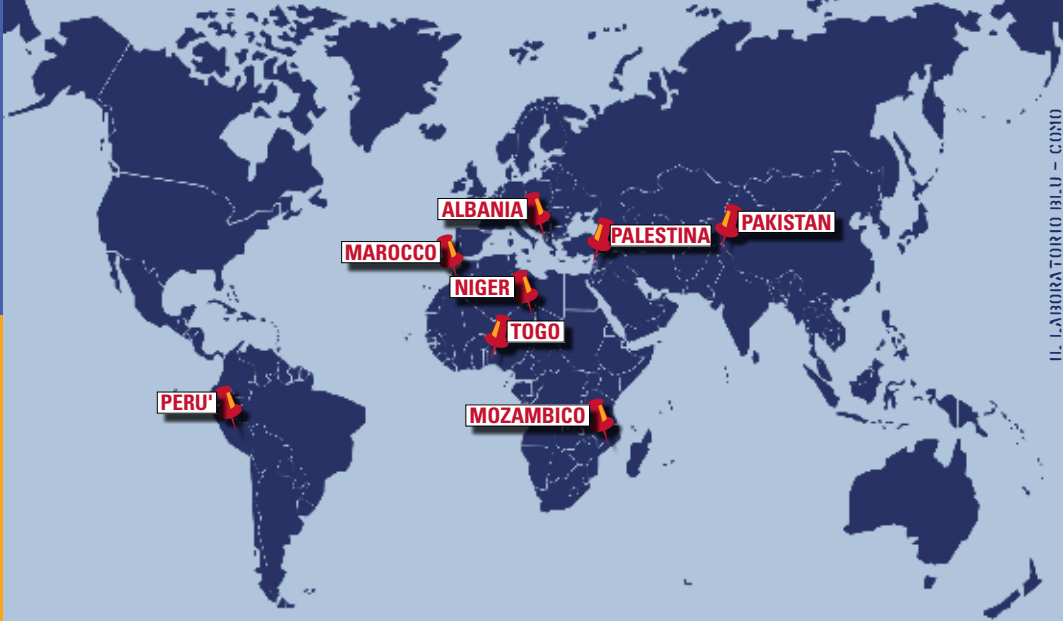 ALBANIA
PALESTINA
PAKISTAN
MAROCCO
NIGER
TOGO
PERU'
MOZAMBICO
IL LABORATORIO BLU - COMO